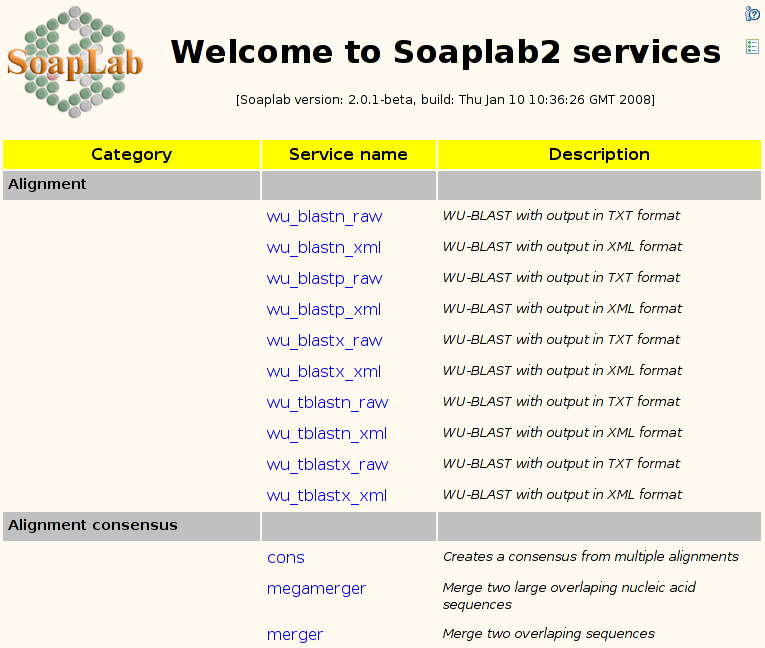 SoapLab
Welcome to Soaplab2 services
[Soaplab version: 2.0.1-beta, build: Thu Jan 10 10:36:26 GMT 2008]
Category Service name Description
Alignment
wu_blastn_raw WU-BLAST with output in TXT format
wu_blastn_xml WU-BLAST with output in XML format
wu_blastp_raw WU-BLAST with output in TXT format
wu_blastp_xml WU-BLAST with output in XML format
wu_blastx_raw WU-BLAST with output in TXT format
wu_blastx_xml WU-BLAST with output in XML format
wu_tblastn_raw WU-BLAST with output in TXT format
wu_tblastn_xml WU-BLAST with output in XML format
wu_tblastx_raw WU-BLAST with output in TXT format
wu_tblastx_xml WU-BLAST with output in XML format
Alignment consensus
cons Creates a consensus from multiple alignments
megamerger Merge two large overlaping nucleic acid
sequences
merger Merge two overlaping sequences